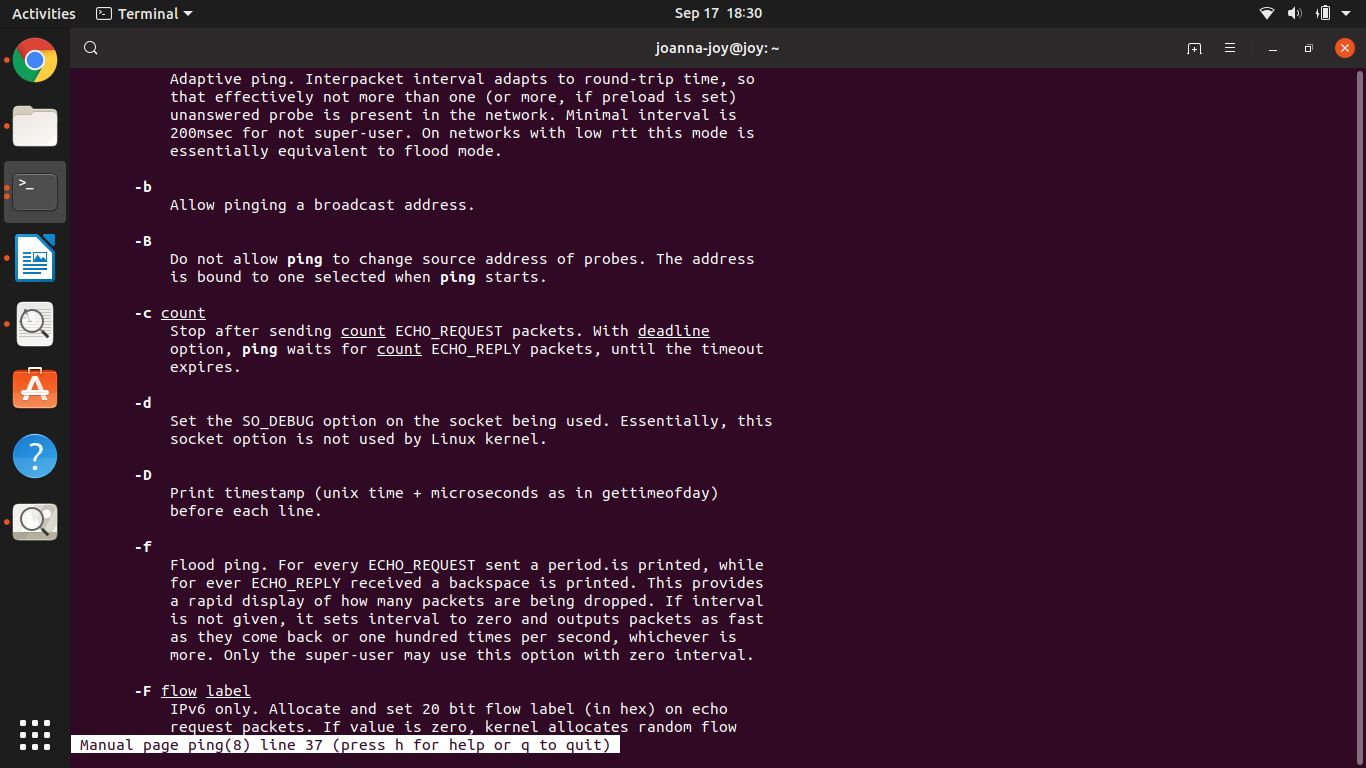 Activities Terminal Sep 17 18:30
joanna-joy@joy: ~
Adaptive ping. Interpacket interval adapts to round-trip time, so
that effectively not more than one (or more, if preload is set)
unanswered probe is present in the network. Minimal interval is
200msec for not super-user. On networks with low rtt this mode is
essentially equivalent to flood mode.
-b
Allow pinging a broadcast address.
-B
Do not allow ping to change source address of probes. The address
is bound to one selected when ping starts.
-c count
Stop after sending count ECHO_REQUEST packets. With deadline
option, ping waits for count ECHO_REPLY packets, until the timeout
expires.
-d
Set the SO_DEBUG option on the socket being used. Essentially, this
socket option is not used by Linux kernel.
-D
Print timestamp (unix time + microseconds as in gettimeofday)
before each line.
-f
Flood ping. For every ECHO_REQUEST sent a period.is printed, while
for ever ECHO_REPLY received a backspace is printed. This provides
a rapid display of how many packets are being dropped. If interval
is not given, it sets interval to zero and outputs packets as fast
as they come back or one hundred times per second, whichever is
more. Only the super-user may use this option with zero interval.
-F flow label
IPv6 only. Allocate and set 20 bit flow label (in hex) on echo
request packets. If value is zero, kernel allocates random flow
Manual page ping(8) line 37 (press h for help or q to quit)